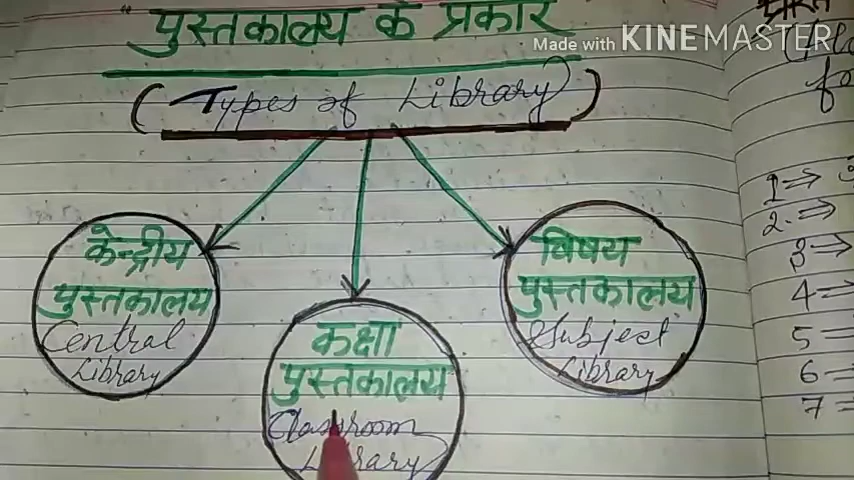 "पुस्तकालय के प्रकार
Made with KINEMASTER
(Types of Library)
केन्द्रीय
पुस्तकालय
Central
Library
कक्षा
पुस्तकालय
Classroom
Library
विषय
पुस्तकालय
Subject
Library
1⇒
2.⇒
3⇒
4⇒
5=
6=
7=